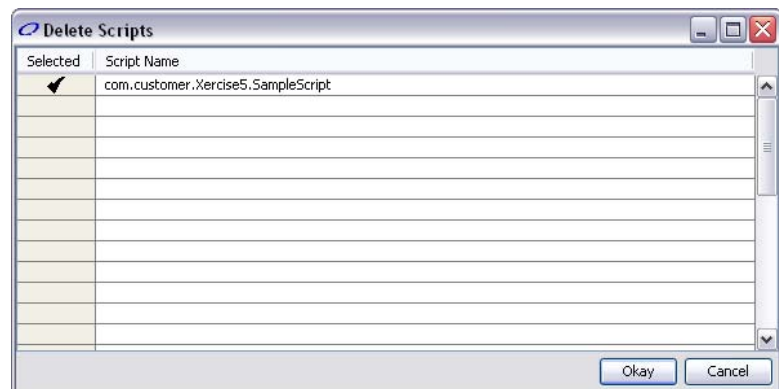 Delete Scripts
Selected Script Name
com.customer.Xercise5.SampleScript
Okay Cancel